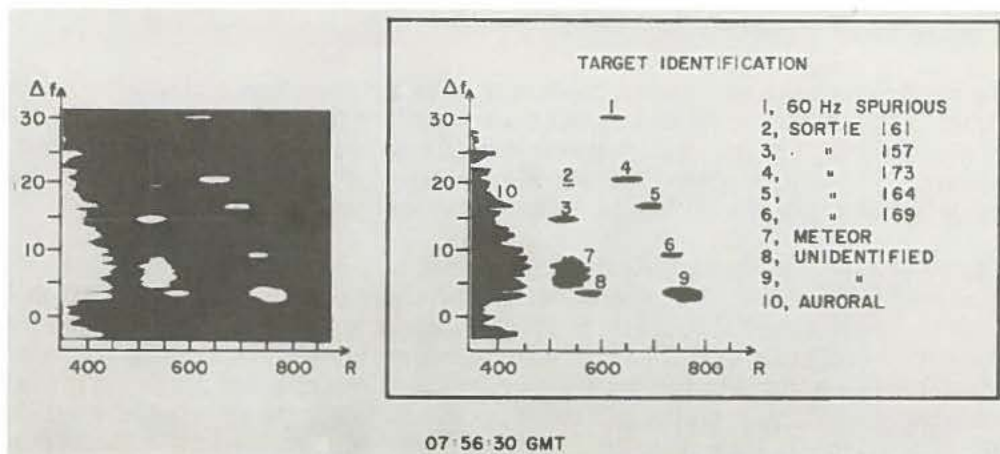 Δf
30
20
10
0
400 600 800 R
TARGET IDENTIFICATION
Δf
30
20
10
0
1
2
3
4
5
6
7
8
9
10
400 600 800 R
1, 60 Hz SPURIOUS
2, SORTIE 161
3, " 157
4, " 173
5, " 164
6, " 169
7, METEOR
8, UNIDENTIFIED
9, "
10, AURORAL
07:56:30 GMT